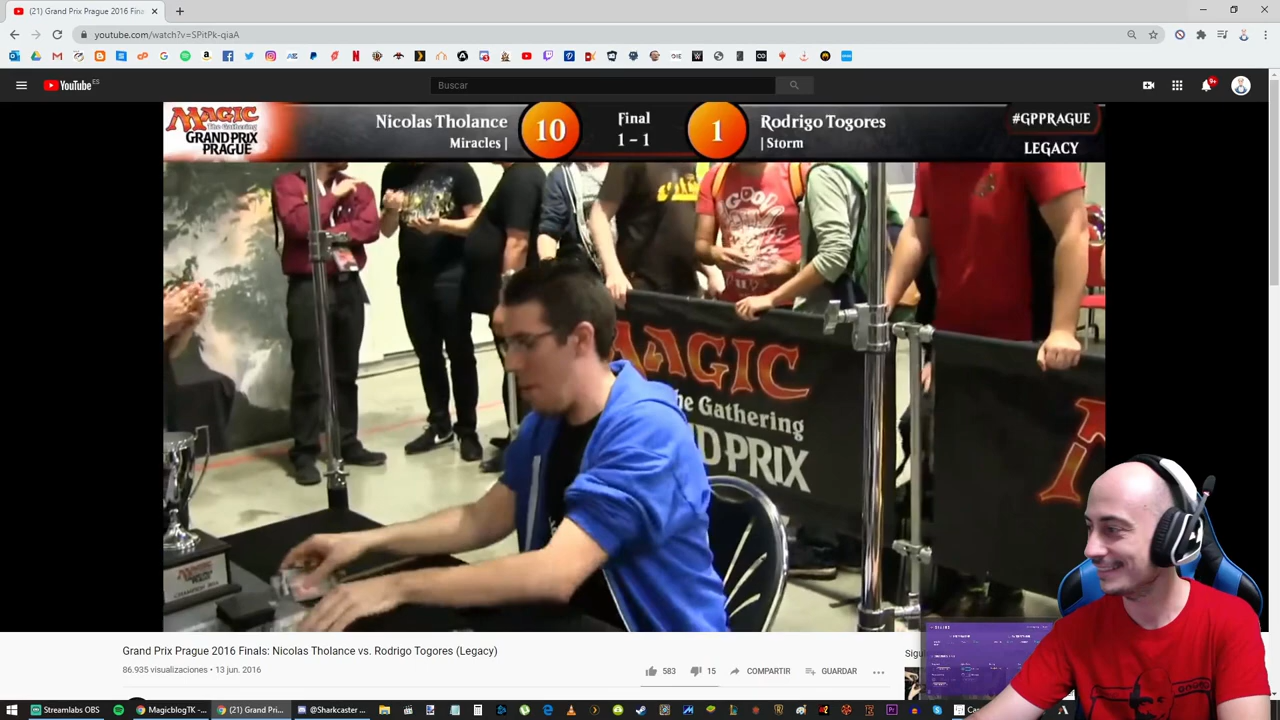 (21) Grand Prix Prague 2016 Fina
youtube.com/watch?v=SPitPk-qiaA
YouTube ES
Buscar
9+
MAGIC
The Gathering
GRAND PRIX
PRAGUE
Nicolas Tholance
Miracles |
10
Final
1 – 1
1
Rodrigo Togores
| Storm
#GPPRAGUE
LEGACY
MAGIC
The Gathering
GRAND PRIX
Grand Prix Prague 2016 Finals: Nicolas Tholance vs. Rodrigo Togores (Legacy)
86.935 visualizaciones • 13 jun. 2016
583
15
COMPARTIR
GUARDAR
Streamlabs OBS
MagicblogTK -
(21) Grand Pri...
@Sharkcaster